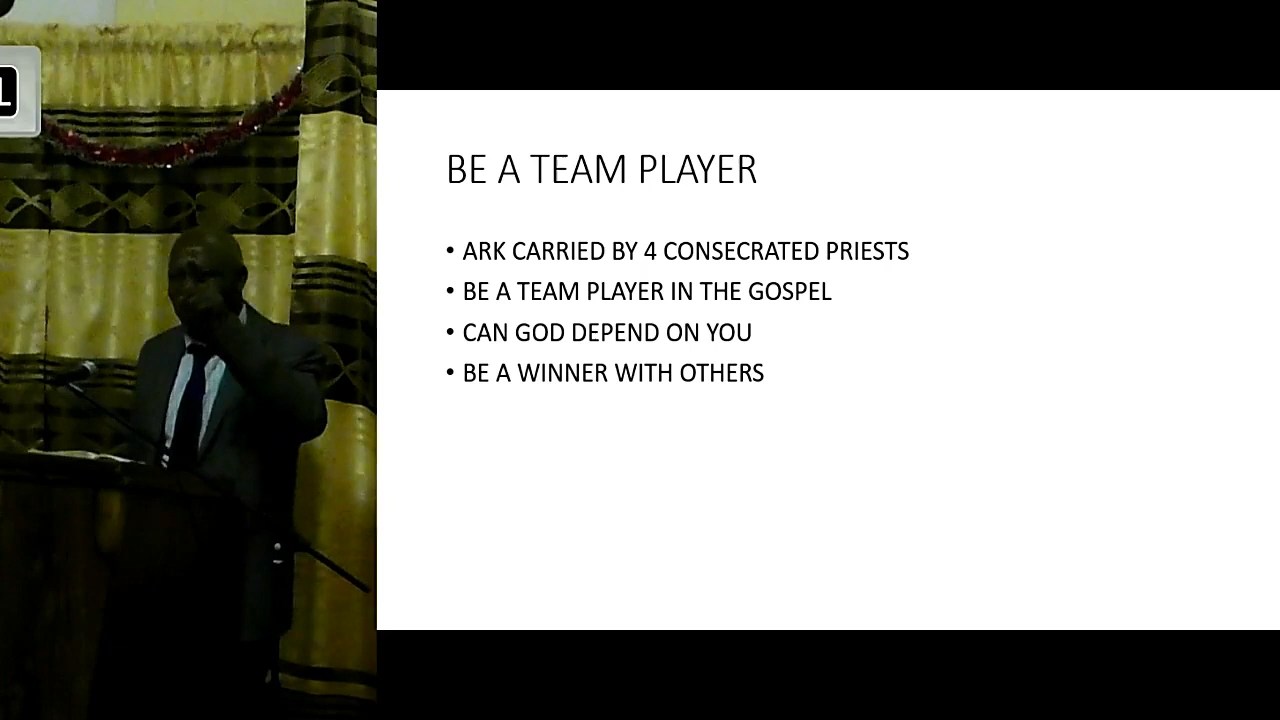 BE A TEAM PLAYER
• ARK CARRIED BY 4 CONSECRATED PRIESTS
• BE A TEAM PLAYER IN THE GOSPEL
• CAN GOD DEPEND ON YOU
• BE A WINNER WITH OTHERS